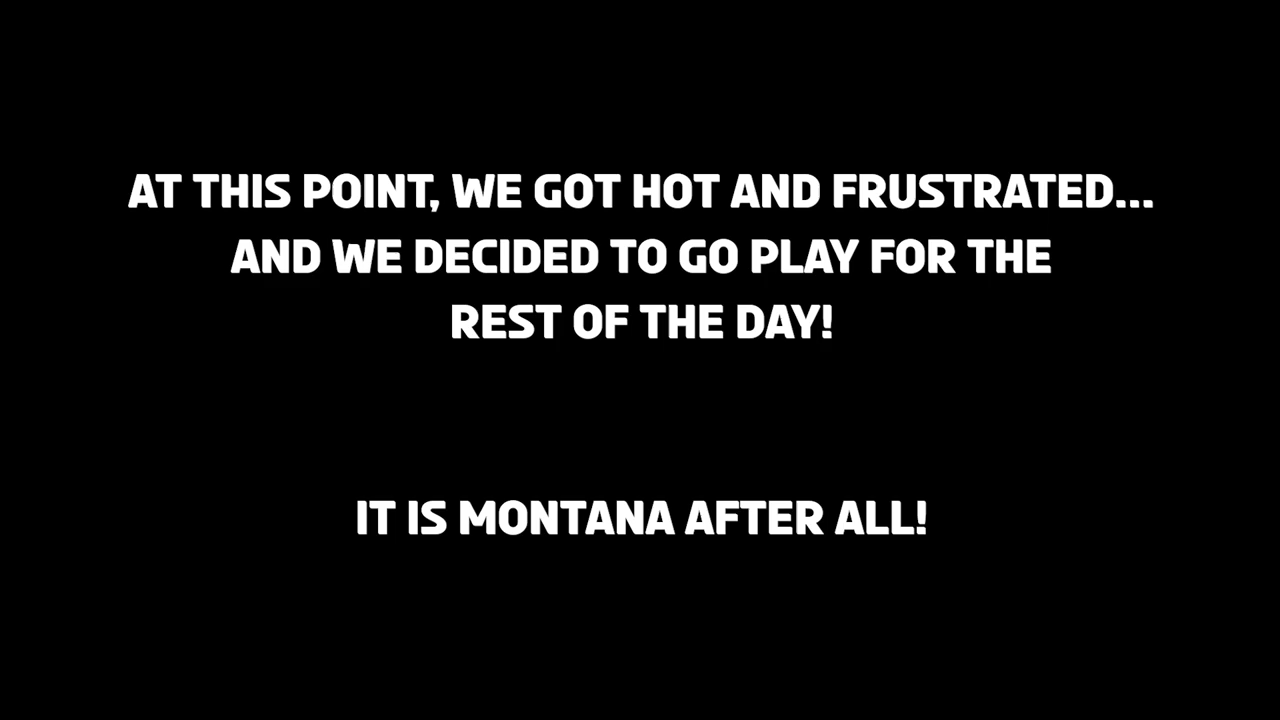 AT THIS POINT, WE GOT HOT AND FRUSTRATED...
AND WE DECIDED TO GO PLAY FOR THE
REST OF THE DAY!
IT IS MONTANA AFTER ALL!